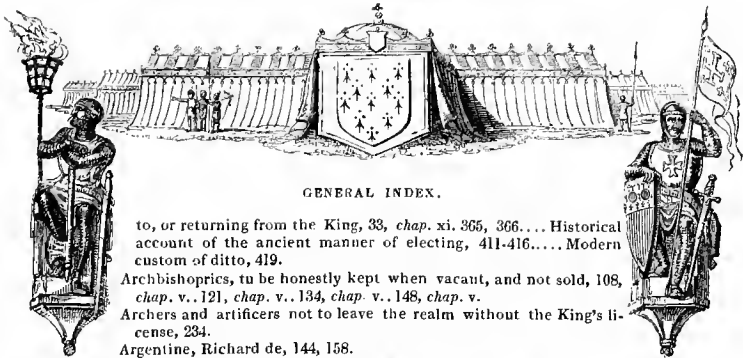 GENERAL INDEX.
to, or returning from the King, 33, chap. xi. 365, 366.... Historical
account of the ancient manner of electing, 411-416..... Modern
custom of ditto, 419.
Archbishoprics, to be honestly kept when vacant, and not sold, 108,
chap. v.. 121, chap. v.. 134, chap. v.. 148, chap. v.
Archers and artificers not to leave the realm without the King's li-
cense, 234.
Argentine, Richard de, 144, 158.